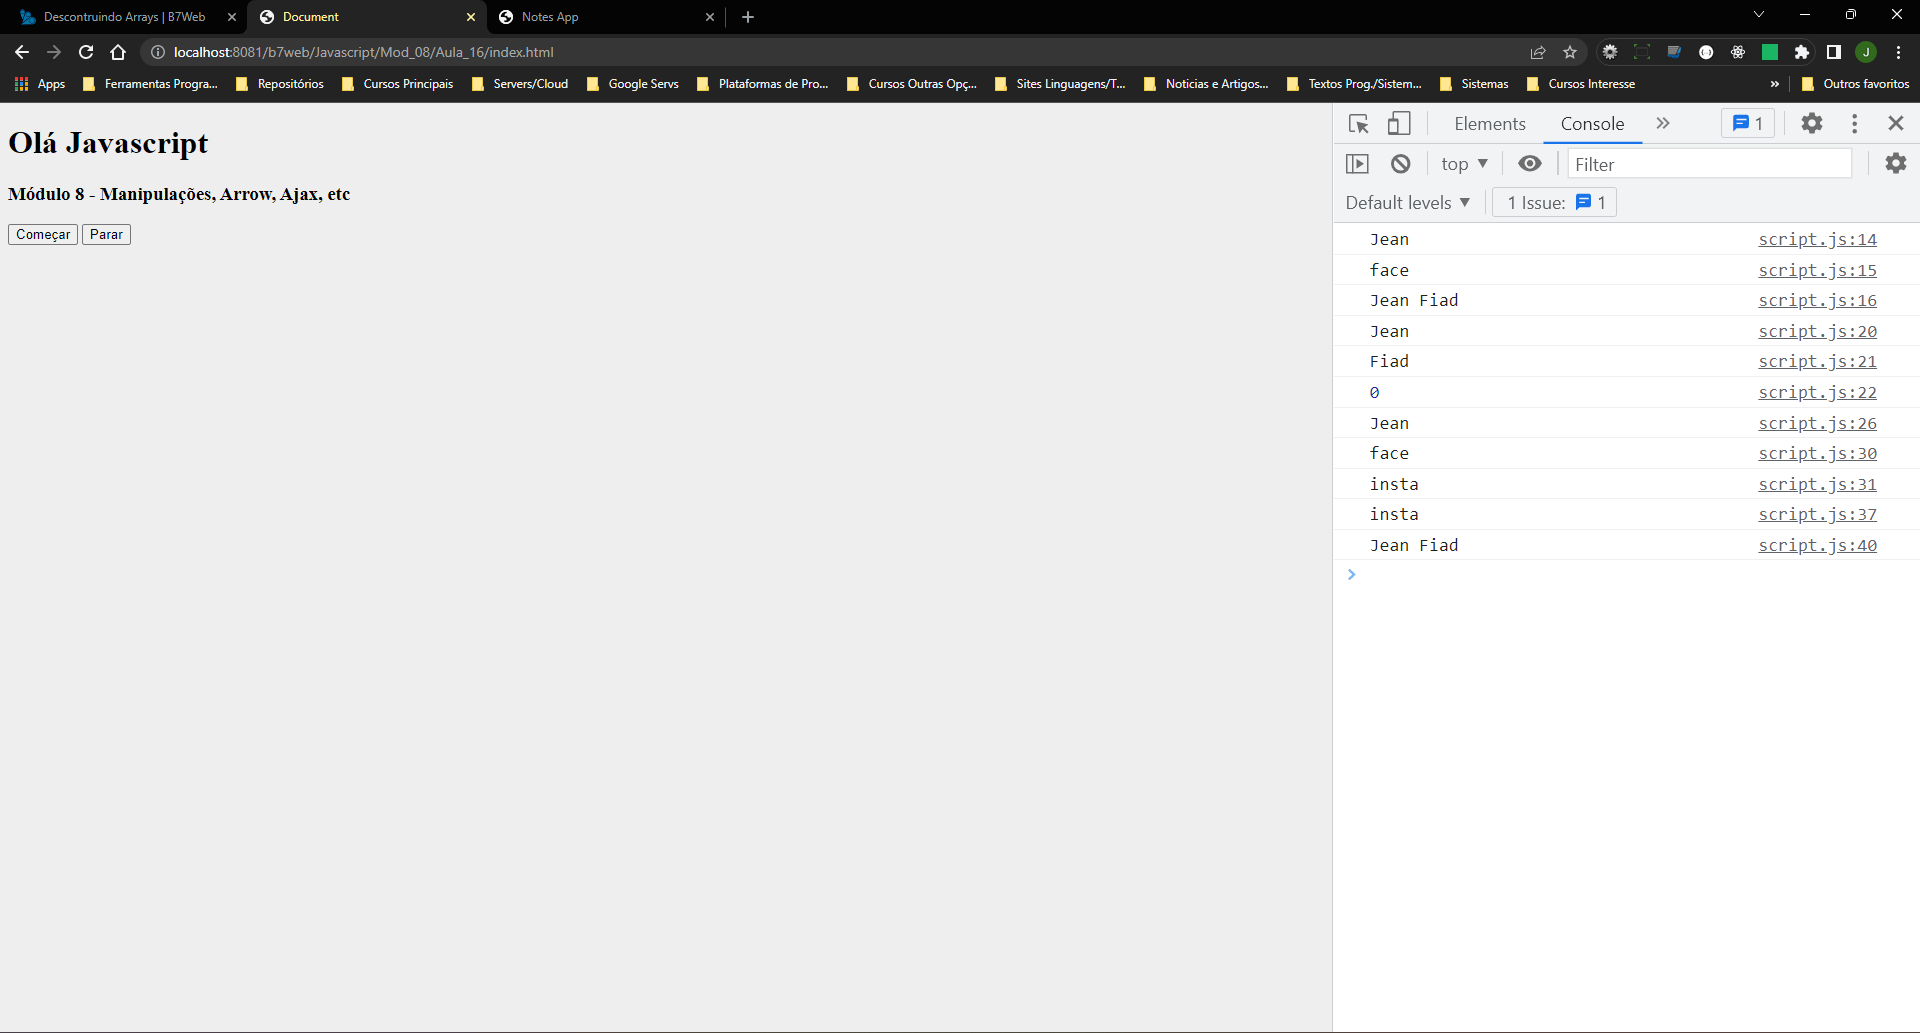 Descontruindo Arrays | B7Web
Document
Notes App
localhost:8081/b7web/Javascript/Mod_08/Aula_16/index.html
J
Apps
Ferramentas Progra...
Repositórios
Cursos Principais
Servers/Cloud
Google Servs
Plataformas de Pro...
Cursos Outras Opç...
Sites Linguagens/T...
Noticias e Artigos...
Textos Prog./Sistem...
Sistemas
Cursos Interesse
»
Outros favoritos
Olá Javascript
Módulo 8 - Manipulações, Arrow, Ajax, etc
Começar Parar
Elements Console 1
top Filter
Default levels 1 Issue: 1
Jean script.js:14
face script.js:15
Jean Fiad script.js:16
Jean script.js:20
Fiad script.js:21
0 script.js:22
Jean script.js:26
face script.js:30
insta script.js:31
insta script.js:37
Jean Fiad script.js:40